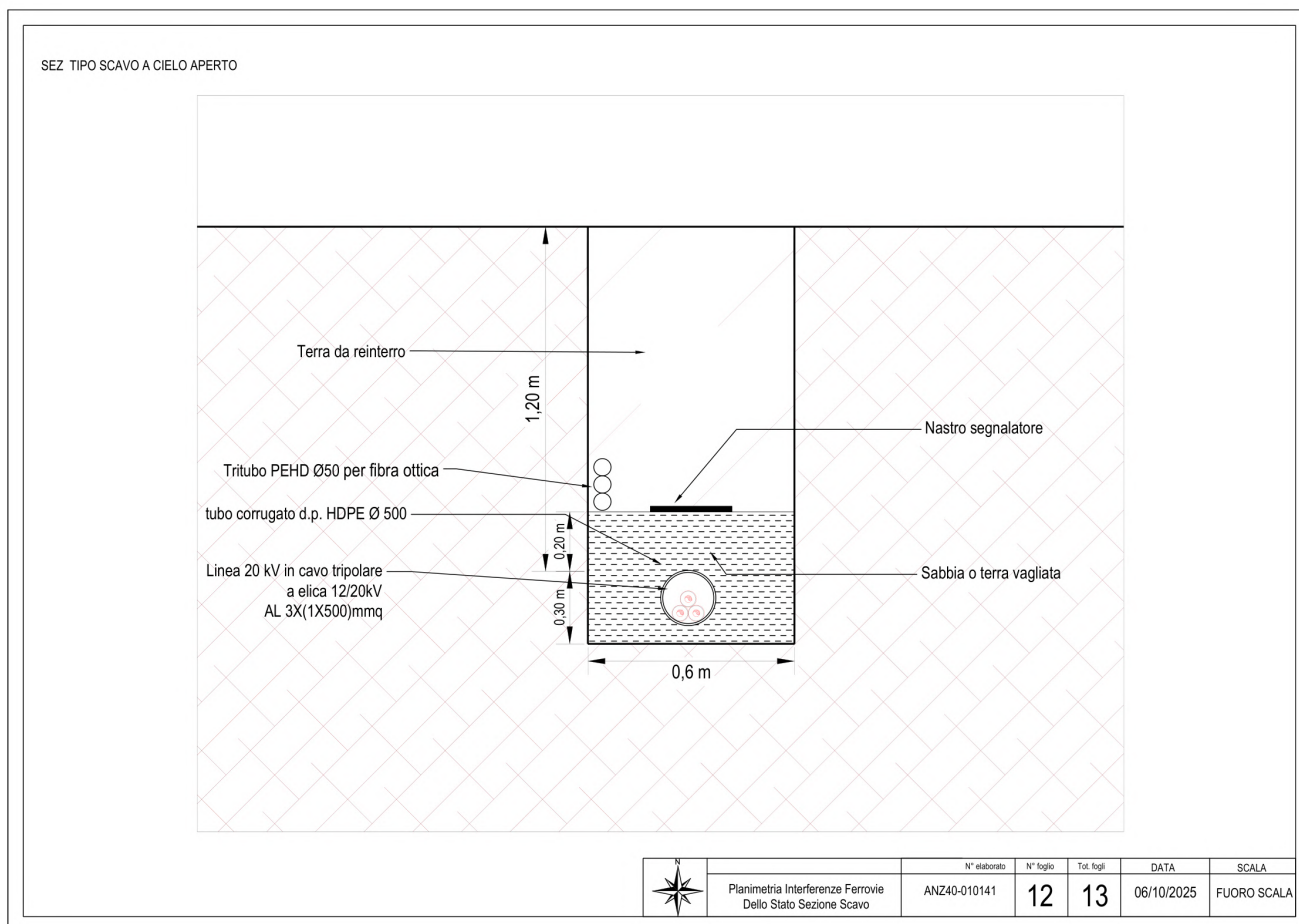 SEZ TIPO SCAVO A CIELO APERTO
Terra da reinterro
1,20 m
Nastro segnalatore
Tritubo PEHD Ø50 per fibra ottica
tubo corrugato d.p. HDPE Ø 500
0,20 m
Linea 20 kV in cavo tripolare
a elica 12/20kV
AL 3X(1X500)mmq
Sabbia o terra vagliata
0,30 m
0,6 m
N
Planimetria Interferenze Ferrovie
Dello Stato Sezione Scavo
N° elaborato
ANZ40-010141
N° foglio
12
Tot. fogli
13
DATA
06/10/2025
SCALA
FUORO SCALA